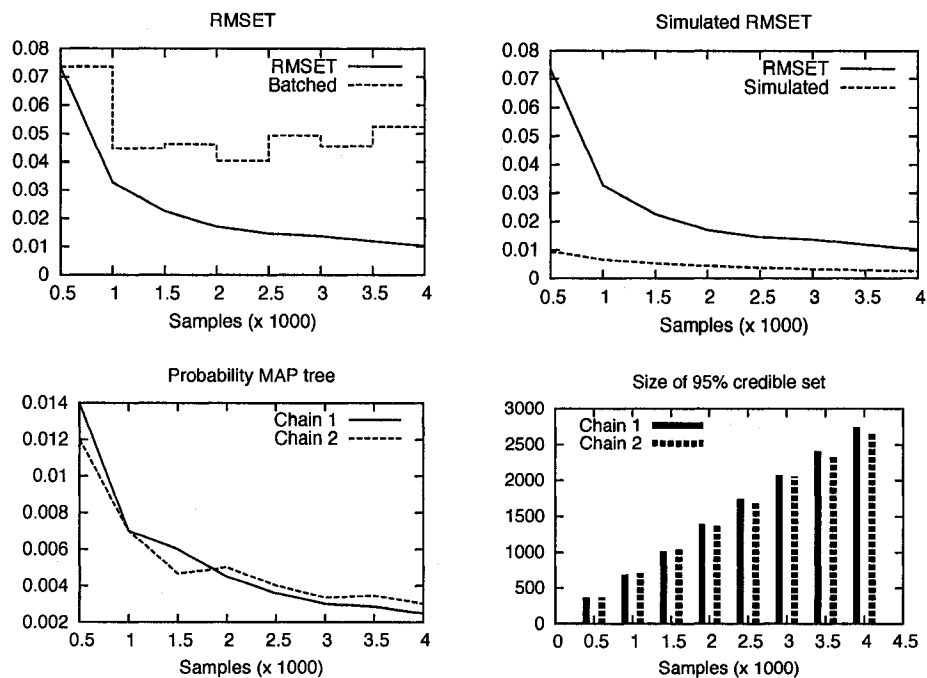 RMSET
0.08
0.07
0.06
0.05
0.04
0.03
0.02
0.01
0
RMSET
Batched
0.5 1 1.5 2 2.5 3 3.5 4
Samples (x 1000)
Simulated RMSET
0.08
0.07
0.06
0.05
0.04
0.03
0.02
0.01
0
RMSET
Simulated
0.5 1 1.5 2 2.5 3 3.5 4
Samples (x 1000)
Probability MAP tree
0.014
0.012
0.01
0.008
0.006
0.004
0.002
Chain 1
Chain 2
0.5 1 1.5 2 2.5 3 3.5 4
Samples (x 1000)
Size of 95% credible set
3000
2500
2000
1500
1000
500
0
Chain 1
Chain 2
0 0.5 1 1.5 2 2.5 3 3.5 4 4.5
Samples (x 1000)